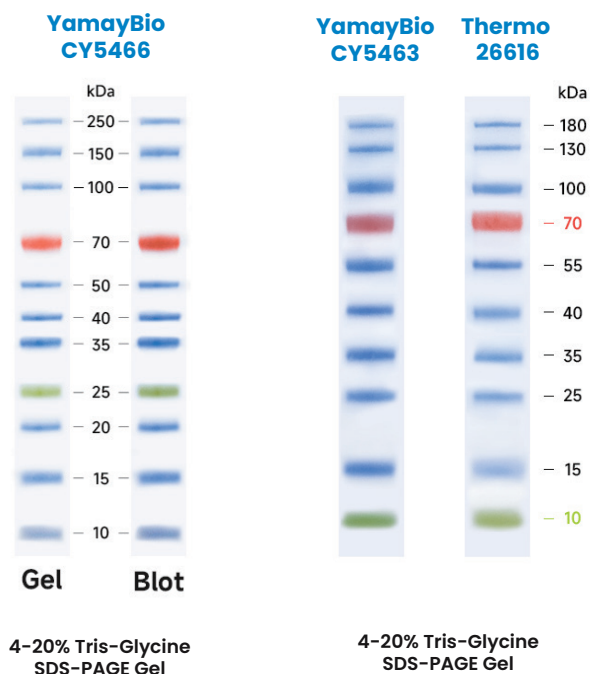 YamayBio
CY5466
kDa
250
150
100
70
50
40
35
25
20
15
10
Gel Blot
4-20% Tris-Glycine
SDS-PAGE Gel
YamayBio Thermo
CY5463 26616
kDa
180
130
100
70
55
40
35
25
15
10
4-20% Tris-Glycine
SDS-PAGE Gel